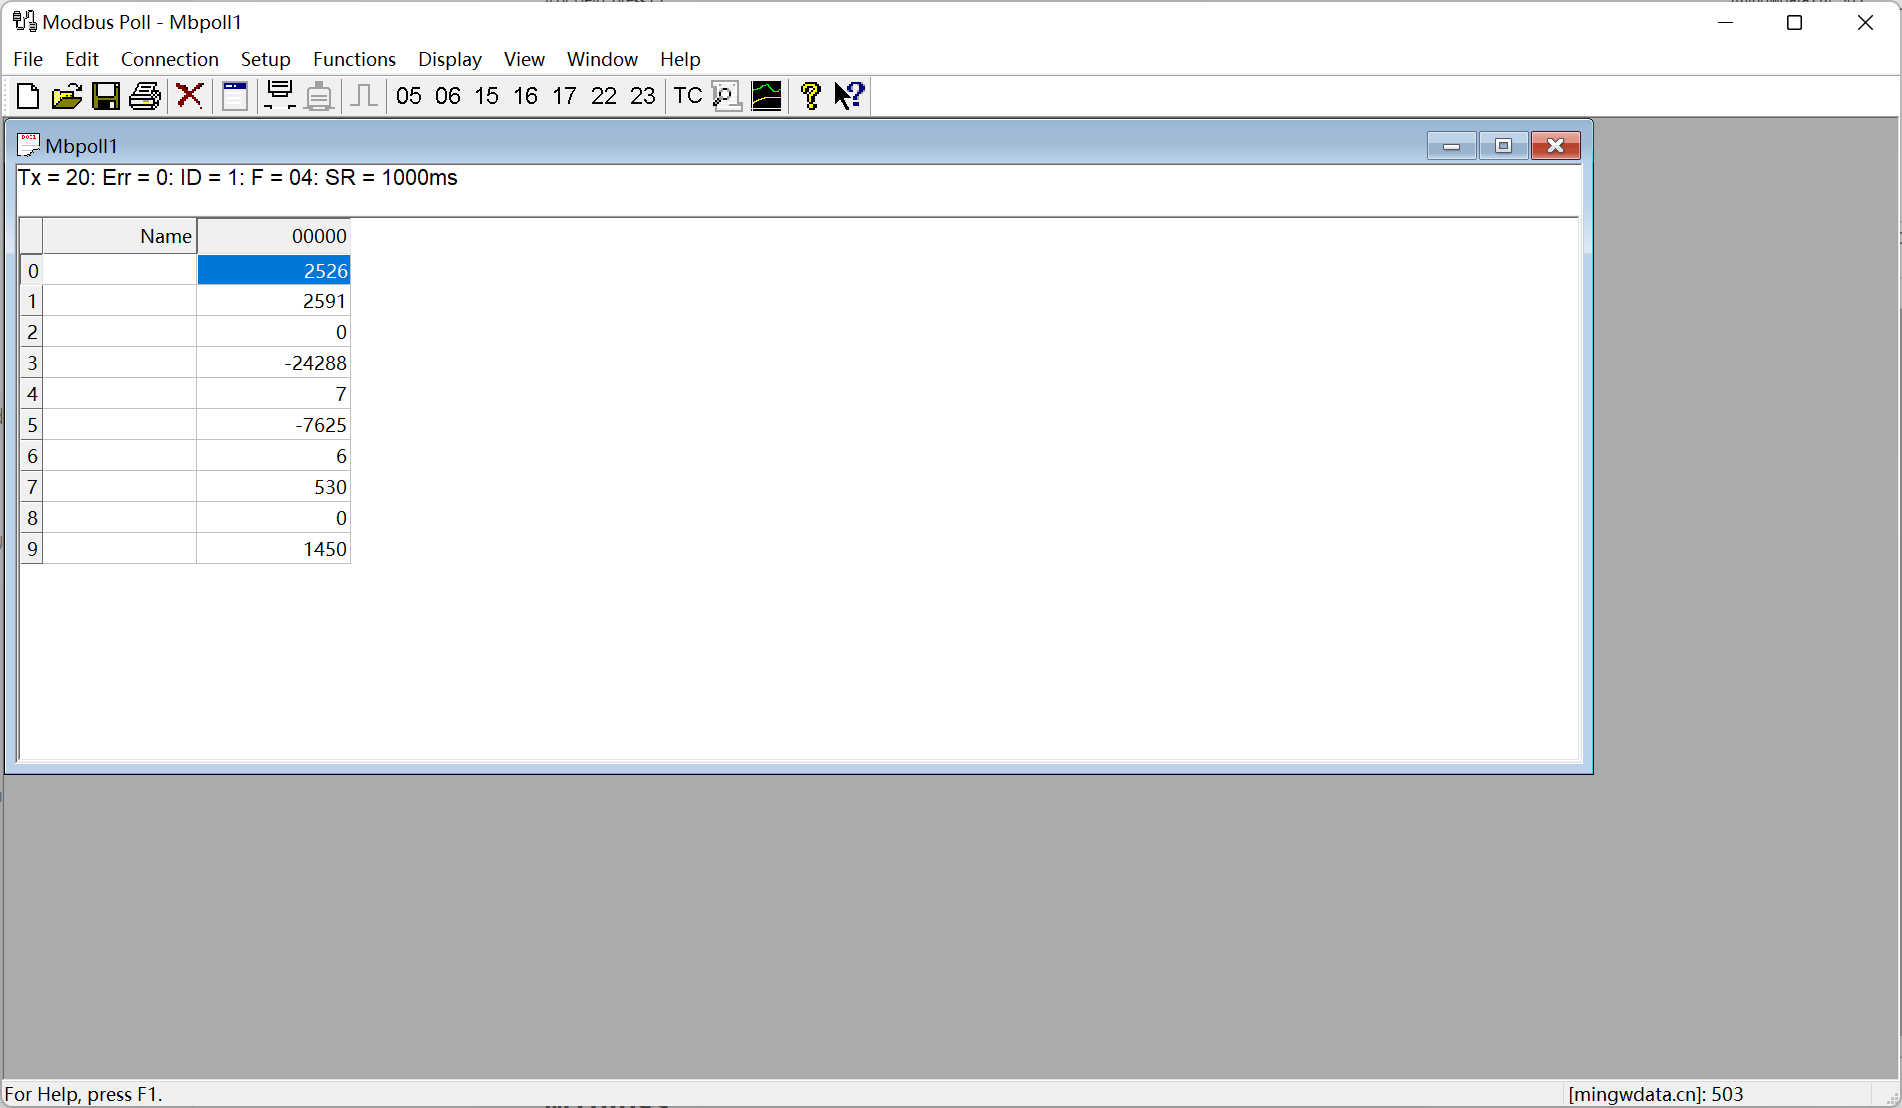 Modbus Poll - Mbpoll1
File Edit Connection Setup Functions Display View Window Help
05 06 15 16 17 22 23 TC
Mbpoll1
Tx = 20: Err = 0: ID = 1: F = 04: SR = 1000ms
Name 00000
0 2526
1 2591
2 0
3 -24288
4 7
5 -7625
6 6
7 530
8 0
9 1450
For Help, press F1. [mingwdata.cn]: 503